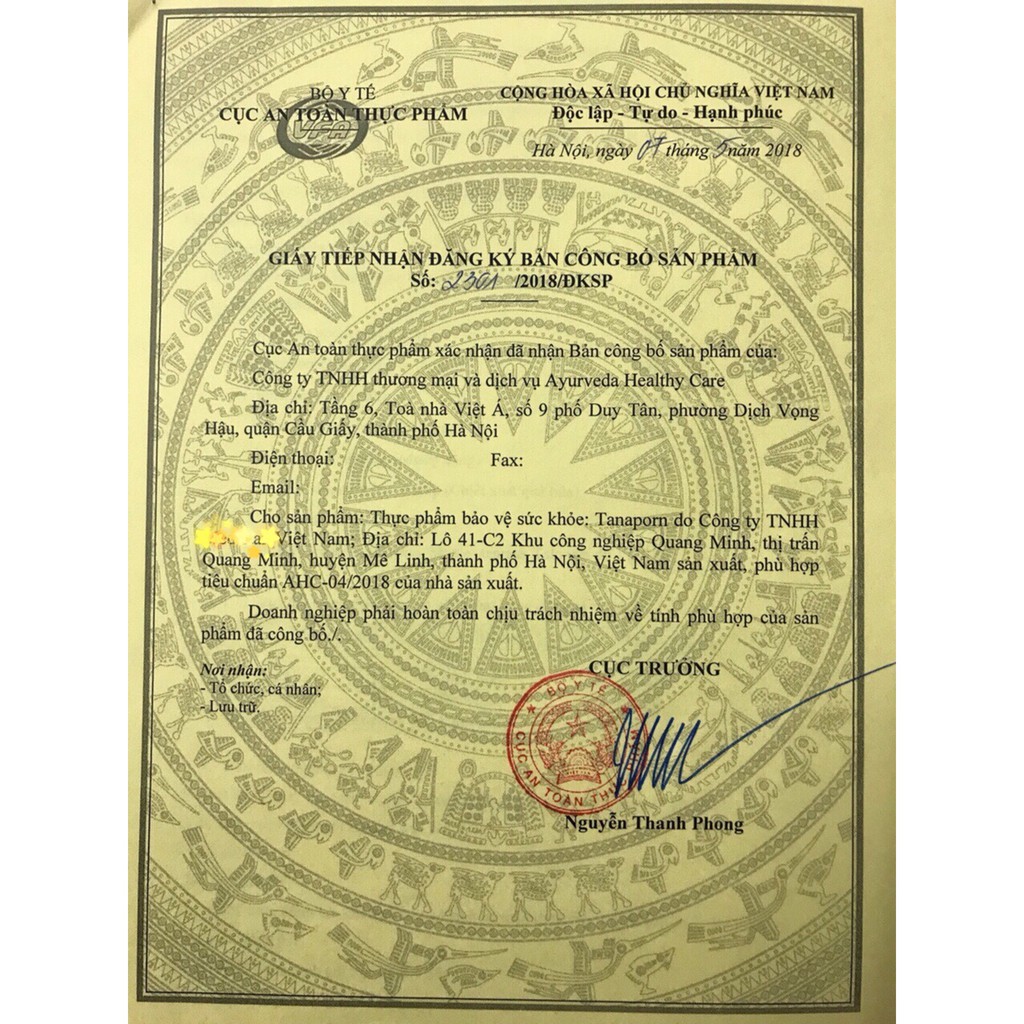 BỘ Y TẾ
CỤC AN TOÀN THỰC PHẨM
VFA
CỘNG HÒA XÃ HỘI CHỦ NGHĨA VIỆT NAM
Độc lập - Tự do - Hạnh phúc
Hà Nội, ngày 07 tháng 5 năm 2018
GIẤY TIẾP NHẬN ĐĂNG KÝ BẢN CÔNG BỐ SẢN PHẨM
Số: 2301 /2018/ĐKSP
Cục An toàn thực phẩm xác nhận đã nhận Bản công bố sản phẩm của:
Công ty TNHH thương mại và dịch vụ Ayurveda Healthy Care
Địa chỉ: Tầng 6, Toà nhà Việt Á, số 9 phố Duy Tân, phường Dịch Vọng
Hậu, quận Cầu Giấy, thành phố Hà Nội
Điện thoại: Fax:
Email:
Cho sản phẩm: Thực phẩm bảo vệ sức khỏe: Tanaporn do Công ty TNHH
Việt Nam; Địa chỉ: Lô 41-C2 Khu công nghiệp Quang Minh, thị trấn
Quang Minh, huyện Mê Linh, thành phố Hà Nội, Việt Nam sản xuất, phù hợp
tiêu chuẩn AHC-04/2018 của nhà sản xuất.
Doanh nghiệp phải hoàn toàn chịu trách nhiệm về tính phù hợp của sản
phẩm đã công bố./.
Nơi nhận:
- Tổ chức, cá nhân;
- Lưu trữ.
CỤC TRƯỞNG
BỘ Y TẾ
CỤC AN TOÀN
Nguyễn Thanh Phong